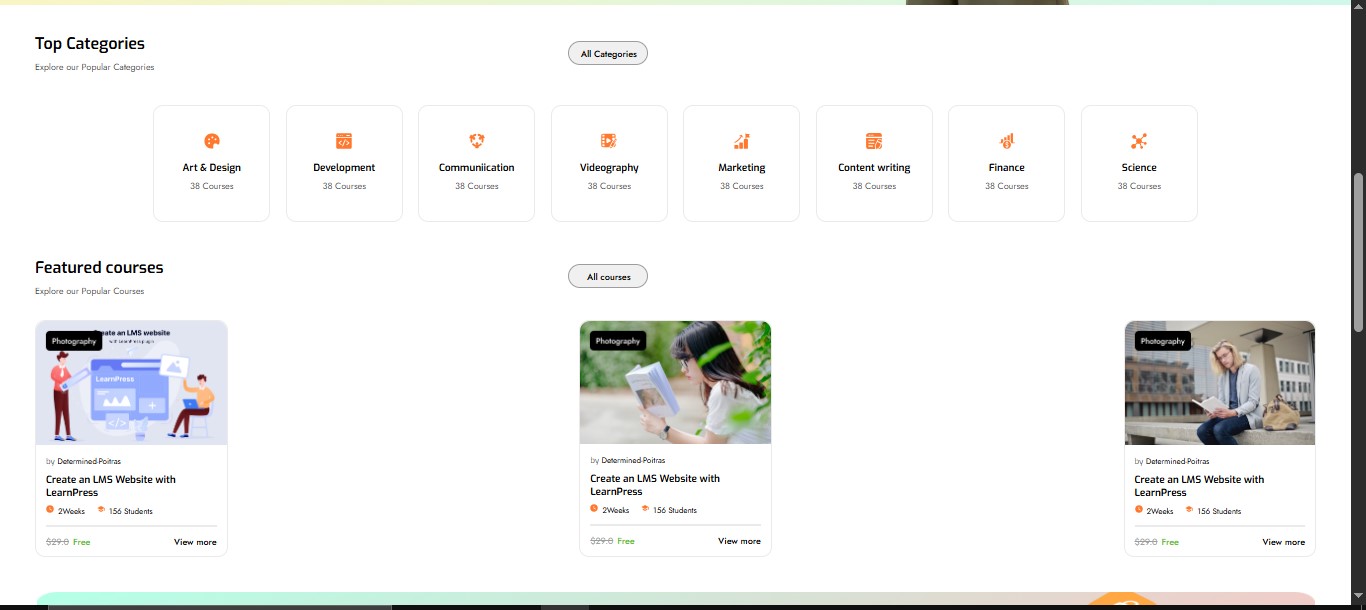 Top Categories
All Categories
Explore our Popular Categories
Art & Design
38 Courses
Development
38 Courses
Communiication
38 Courses
Videography
38 Courses
Marketing
38 Courses
Content writing
38 Courses
Finance
38 Courses
Science
38 Courses
Featured courses
All courses
Explore our Popular Courses
Photography
ate an LMS website
with LearnPress plugin
LearnPress
by Determined-Poitras
Create an LMS Website with
LearnPress
2Weeks 156 Students
$29.0 Free View more
Photography
by Determined-Poitras
Create an LMS Website with
LearnPress
2Weeks 156 Students
$29.0 Free View more
Photography
by Determined-Poitras
Create an LMS Website with
LearnPress
2Weeks 156 Students
$29.0 Free View more